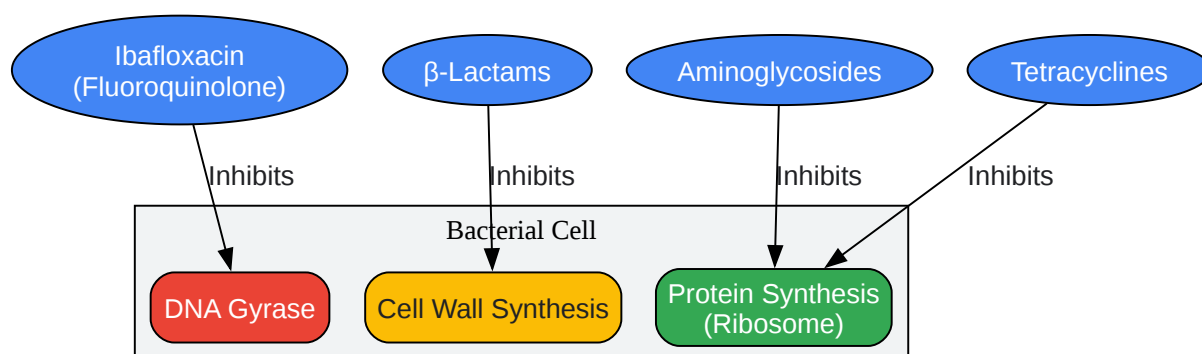 Ibafloxacin
(Fluoroquinolone)
β-Lactams
Aminoglycosides
Tetracyclines
Inhibits
Inhibits
Inhibits
Inhibits
Bacterial Cell
DNA Gyrase
Cell Wall Synthesis
Protein Synthesis
(Ribosome)